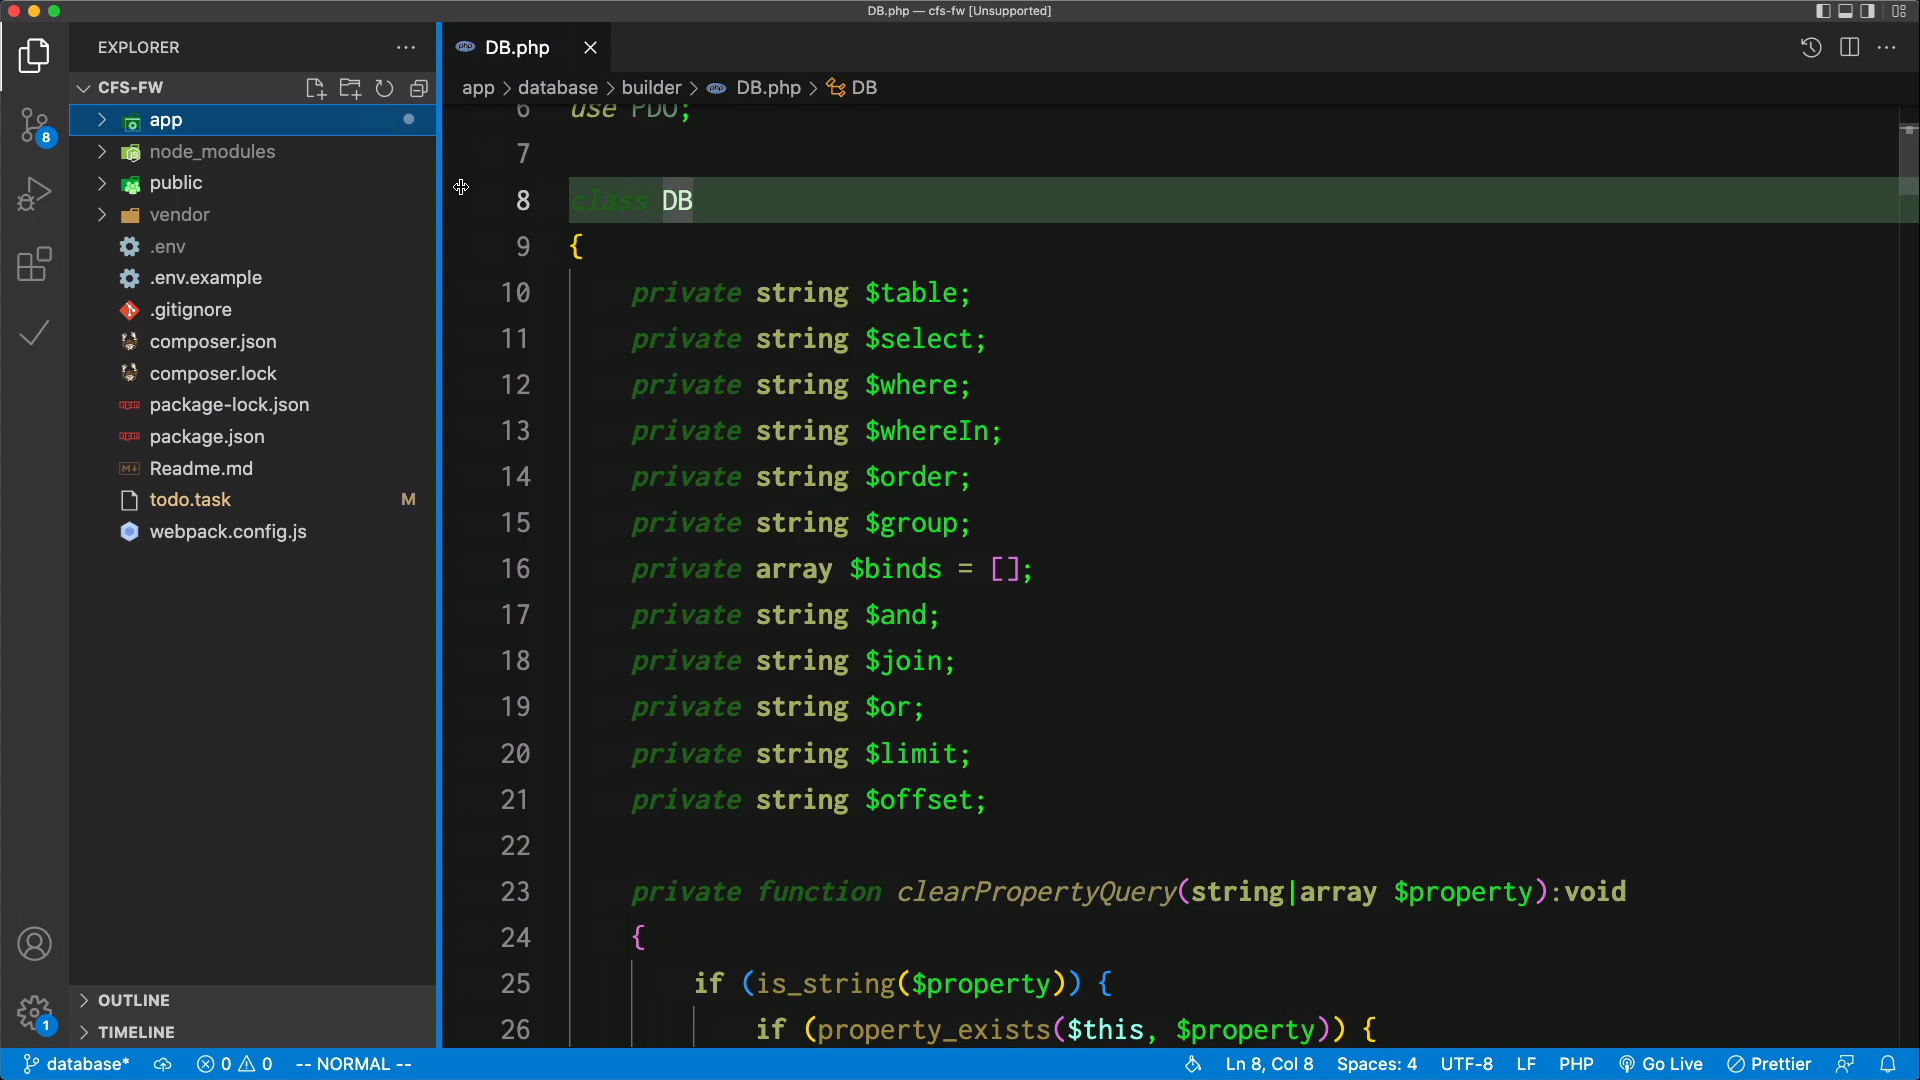 DB.php — cfs-fw [Unsupported]
EXPLORER
CFS-FW
app
node_modules
public
vendor
.env
.env.example
.gitignore
composer.json
composer.lock
package-lock.json
package.json
Readme.md
todo.task M
webpack.config.js
OUTLINE
TIMELINE
8
1
DB.php
app > database > builder > DB.php > DB
6 use PDO;
7
8 class DB
9 {
10 private string $table;
11 private string $select;
12 private string $where;
13 private string $whereIn;
14 private string $order;
15 private string $group;
16 private array $binds = [];
17 private string $and;
18 private string $join;
19 private string $or;
20 private string $limit;
21 private string $offset;
22
23 private function clearPropertyQuery(string|array $property):void
24 {
25 if (is_string($property)) {
26 if (property_exists($this, $property)) {
database* 0 0 -- NORMAL -- Ln 8, Col 8 Spaces: 4 UTF-8 LF PHP Go Live Prettier